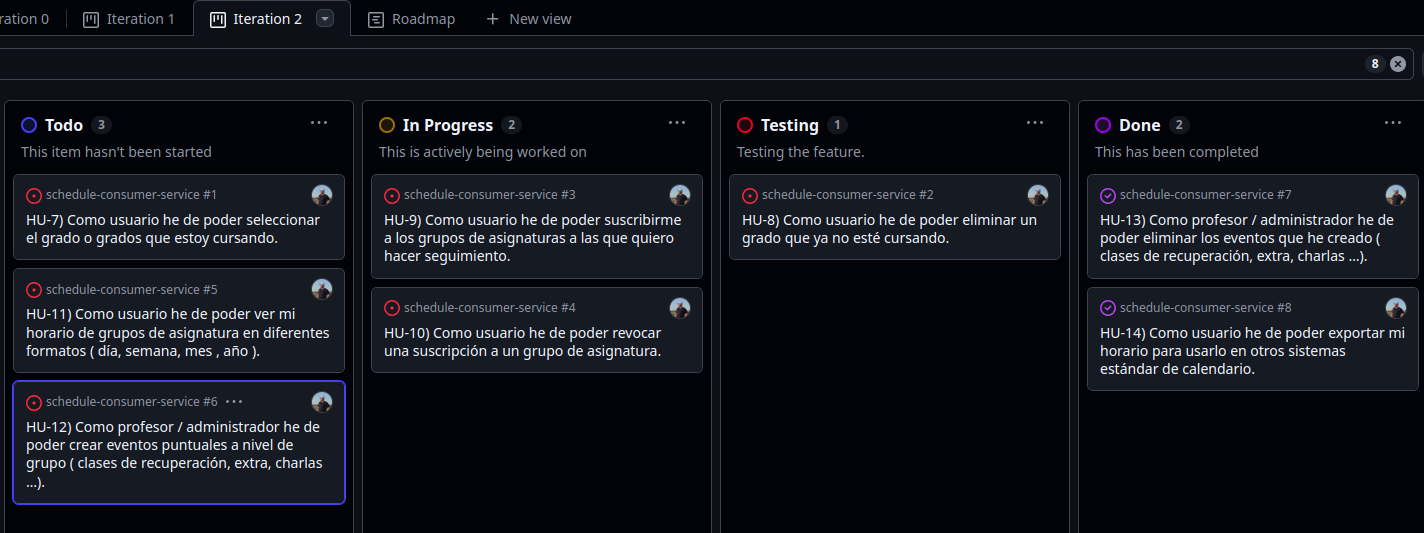 ration 0
Iteration 1
Iteration 2
Roadmap
New view
8
Todo 3
This item hasn't been started
schedule-consumer-service #1
HU-7) Como usuario he de poder seleccionar
el grado o grados que estoy cursando.
schedule-consumer-service #5
HU-11) Como usuario he de poder ver mi
horario de grupos de asignatura en diferentes
formatos ( día, semana, mes , año ).
schedule-consumer-service #6
HU-12) Como profesor / administrador he de
poder crear eventos puntuales a nivel de
grupo ( clases de recuperación, extra, charlas
...).
In Progress 2
This is actively being worked on
schedule-consumer-service #3
HU-9) Como usuario he de poder suscribirme
a los grupos de asignaturas a las que quiero
hacer seguimiento.
schedule-consumer-service #4
HU-10) Como usuario he de poder revocar
una suscripción a un grupo de asignatura.
Testing 1
Testing the feature.
schedule-consumer-service #2
HU-8) Como usuario he de poder eliminar un
grado que ya no esté cursando.
Done 2
This has been completed
schedule-consumer-service #7
HU-13) Como profesor / administrador he de
poder eliminar los eventos que he creado (
clases de recuperación, extra, charlas ...).
schedule-consumer-service #8
HU-14) Como usuario he de poder exportar mi
horario para usarlo en otros sistemas
estándar de calendario.